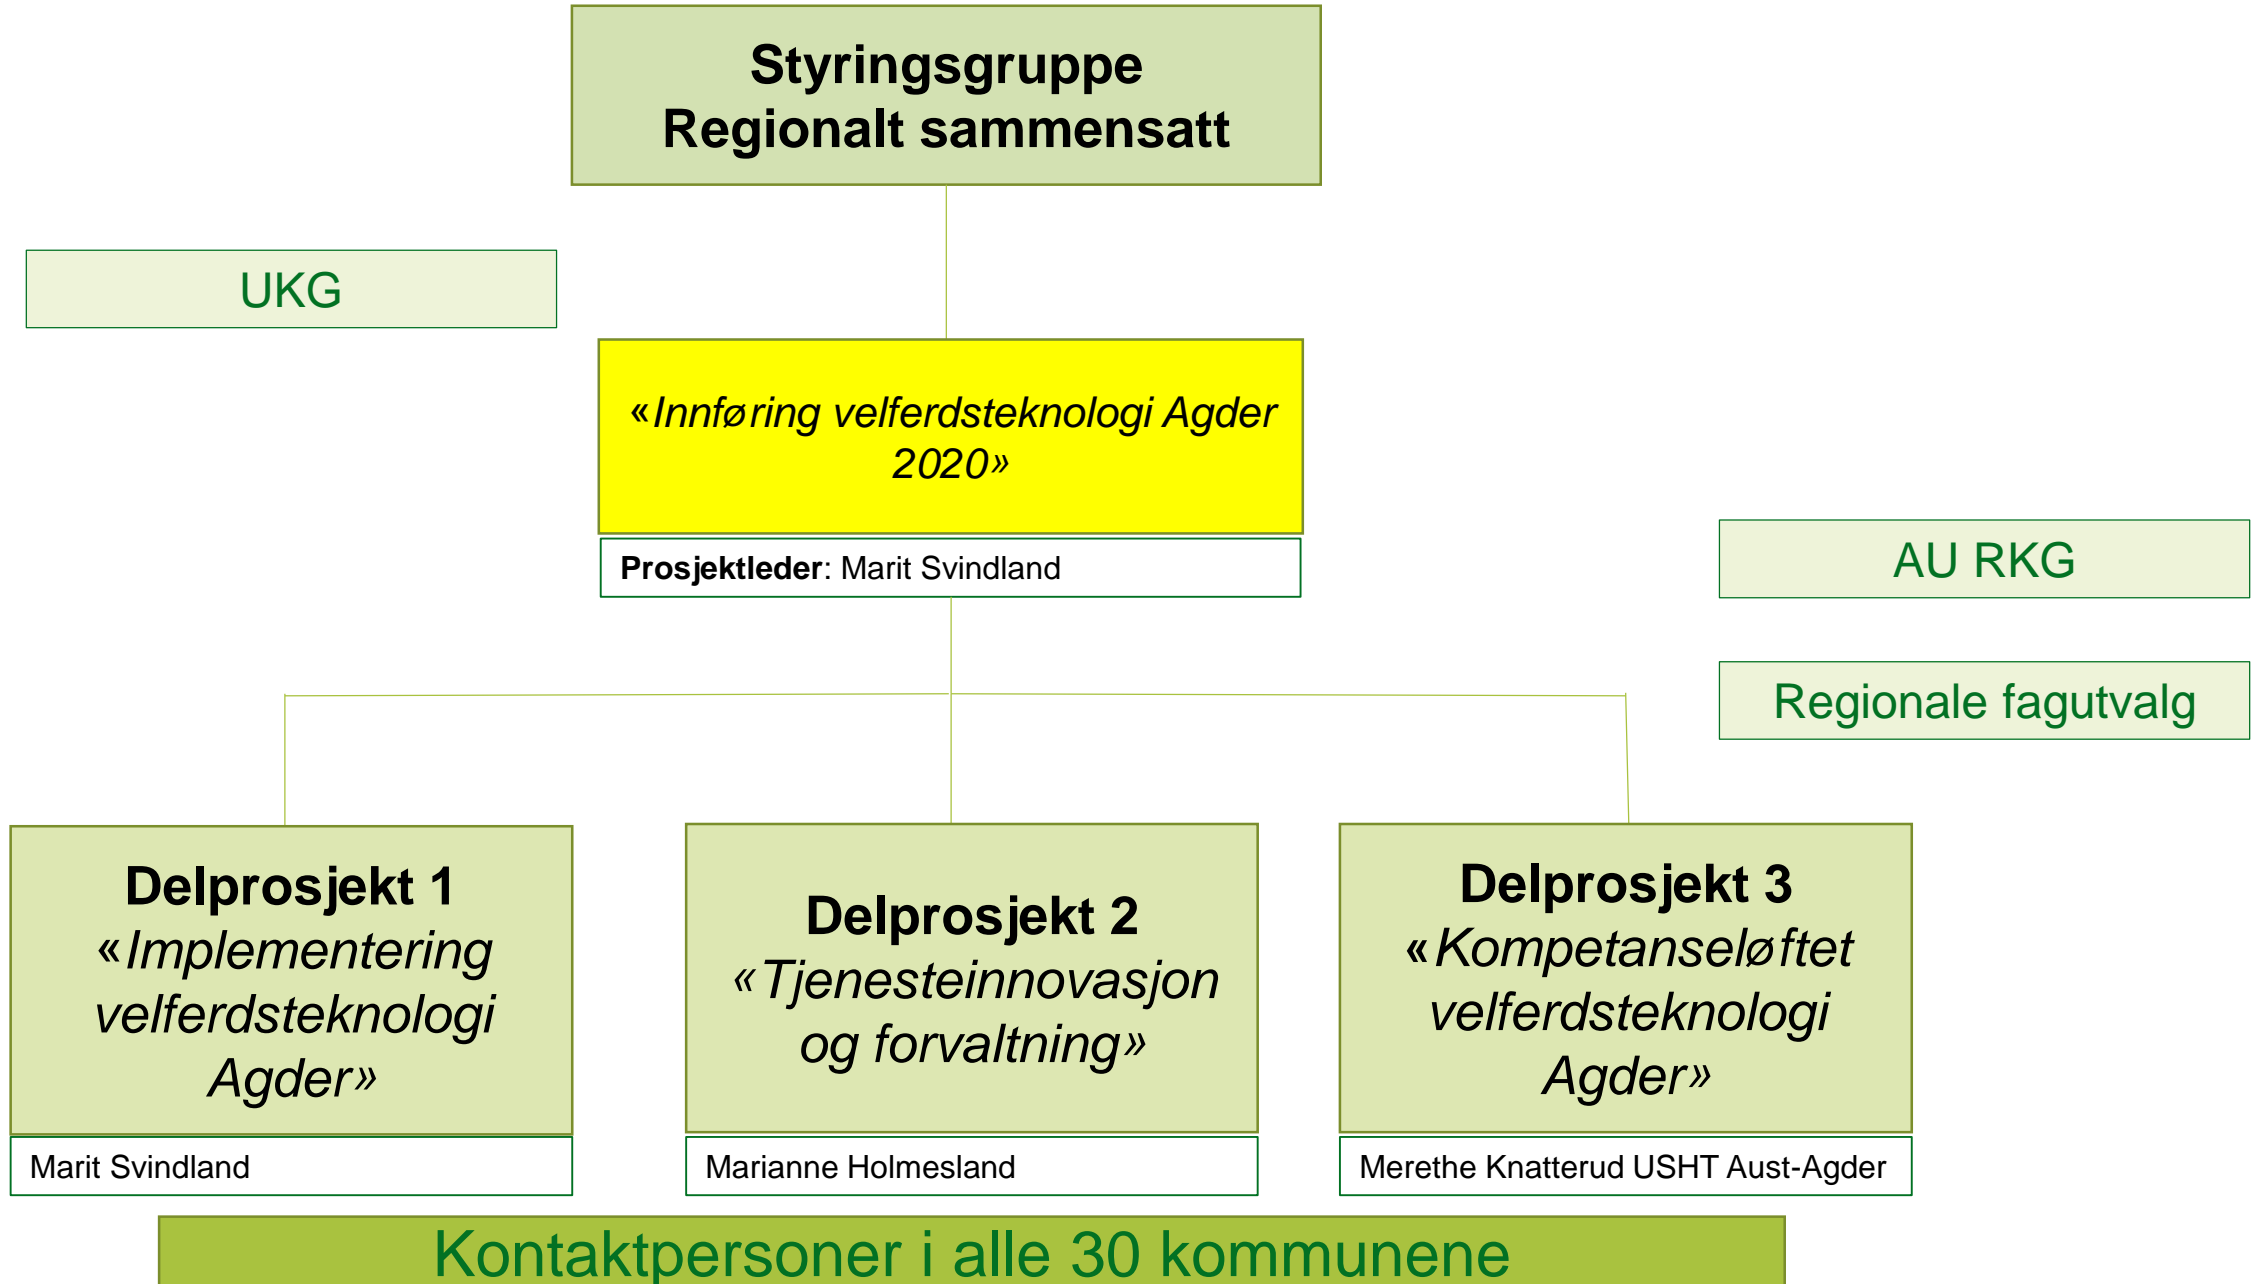 Styringsgruppe
Regionalt sammensatt
UKG
«Innføring velferdsteknologi Agder
2020»
Prosjektleder: Marit Svindland
AU RKG
Regionale fagutvalg
Delprosjekt 1
«Implementering
velferdsteknologi
Agder»
Marit Svindland
Delprosjekt 2
«Tjenesteinnovasjon
og forvaltning»
Marianne Holmesland
Delprosjekt 3
«Kompetanseløftet
velferdsteknologi
Agder»
Merethe Knatterud USHT Aust-Agder
Kontaktpersoner i alle 30 kommunene